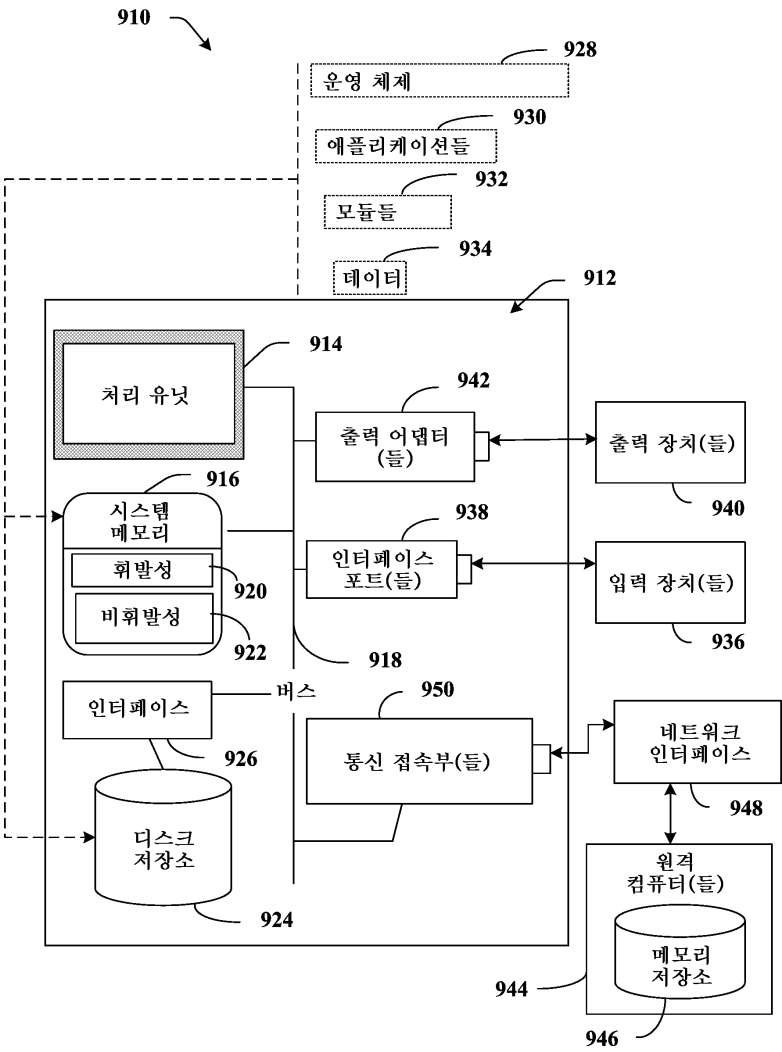 910
928
운영 체제
930
애플리케이션들
932
모듈들
934
데이터
912
914
처리 유닛
942
출력 어댑터
(들)
출력 장치(들)
940
916
시스템
메모리
휘발성
920
비휘발성
922
938
인터페이스
포트(들)
입력 장치(들)
936
918
버스
인터페이스
926
950
통신 접속부(들)
네트워크
인터페이스
948
디스크
저장소
924
원격
컴퓨터(들)
메모리
저장소
944
946